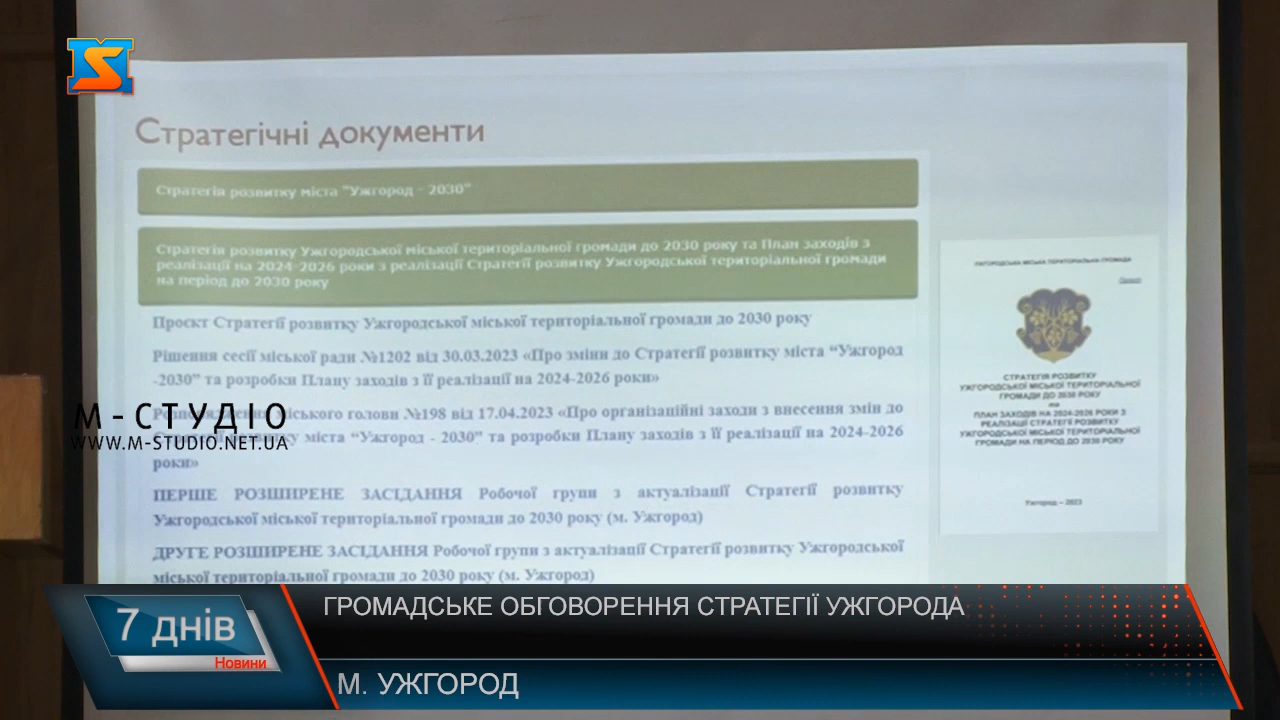 Стратегічні документи
Стратегія розвитку міста "Ужгород - 2030"
Стратегія розвитку Ужгородської міської територіальної громади до 2030 року та План заходів з
реалізації на 2024-2026 роки з реалізації Стратегії розвитку Ужгородської територіальної громади
на період до 2030 року
Проєкт Стратегії розвитку Ужгородської міської територіальної громади до 2030 року
Рішення сесії міської ради №1202 від 30.03.2023 «Про зміни до Стратегії розвитку міста “Ужгород
-2030” та розробки Плану заходів з її реалізації на 2024-2026 роки»
Розпорядження міського голови №198 від 17.04.2023 «Про організаційні заходи з внесення змін до
Стратегії розвитку міста “Ужгород - 2030” та розробки Плану заходів з її реалізації на 2024-2026
роки»
ПЕРШЕ РОЗШИРЕНЕ ЗАСІДАННЯ Робочої групи з актуалізації Стратегії розвитку
Ужгородської міської територіальної громади до 2030 року (м. Ужгород)
ДРУГЕ РОЗШИРЕНЕ ЗАСІДАННЯ Робочої групи з актуалізації Стратегії розвитку Ужгородської
міської територіальної громади до 2030 року (м. Ужгород)
УЖГОРОДСЬКА МІСЬКА ТЕРИТОРІАЛЬНА ГРОМАДА
СТРАТЕГІЯ РОЗВИТКУ
УЖГОРОДСЬКОЇ МІСЬКОЇ ТЕРИТОРІАЛЬНОЇ
ГРОМАДИ ДО 2030 РОКУ
та
ПЛАН ЗАХОДІВ НА 2024-2026 РОКИ З
РЕАЛІЗАЦІЇ СТРАТЕГІЇ РОЗВИТКУ
УЖГОРОДСЬКОЇ МІСЬКОЇ ТЕРИТОРІАЛЬНОЇ
ГРОМАДИ НА ПЕРІОД ДО 2030 РОКУ
Ужгород – 2023
М - СТУДІО
WWW.M-STUDIO.NET.UA
7 днів
Новини
ГРОМАДСЬКЕ ОБГОВОРЕННЯ СТРАТЕГІЇ УЖГОРОДА
М. УЖГОРОД